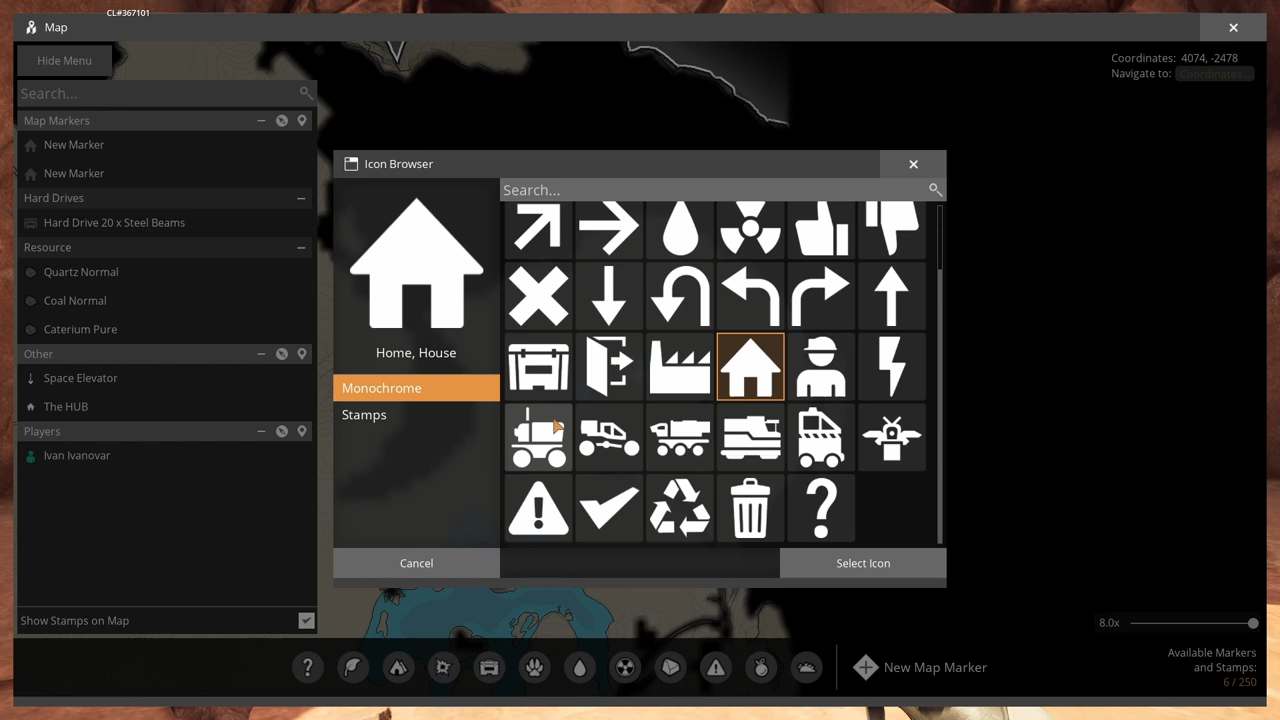 CL#367101
Map
Hide Menu
Coordinates: 4074, -2478
Navigate to: Coordinates...
Search...
Map Markers
New Marker
New Marker
Hard Drives
Hard Drive 20 x Steel Beams
Resource
Quartz Normal
Coal Normal
Caterium Pure
Other
Space Elevator
The HUB
Players
Ivan Ivanovar
Show Stamps on Map
Icon Browser
Search...
Home, House
Monochrome
Stamps
Cancel
Select Icon
8.0x
New Map Marker
Available Markers
and Stamps:
6 / 250